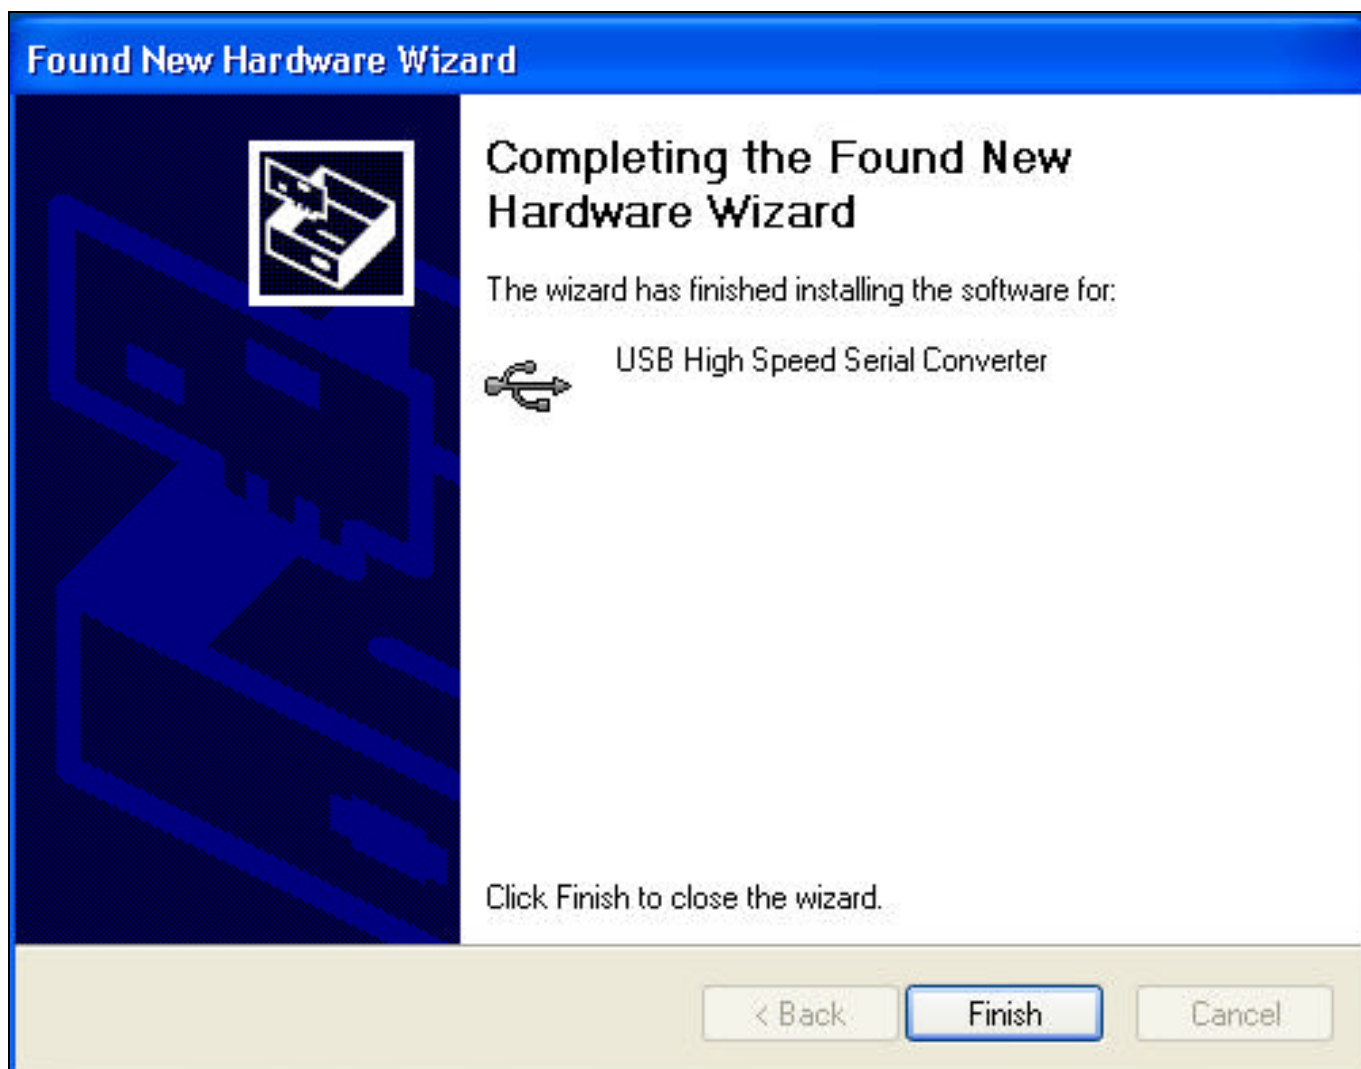 Found New Hardware Wizard
Completing the Found New
Hardware Wizard
The wizard has finished installing the software for:
USB High Speed Serial Converter
Click Finish to close the wizard.
< Back
Finish
Cancel